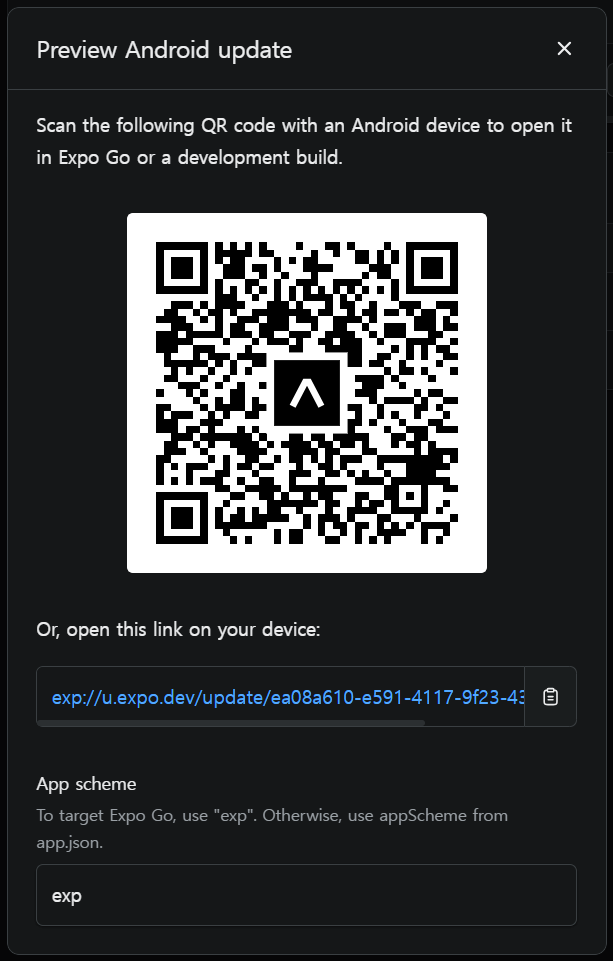 Preview Android update
Scan the following QR code with an Android device to open it
in Expo Go or a development build.
Or, open this link on your device:
exp://u.expo.dev/update/ea08a610-e591-4117-9f23-43
App scheme
To target Expo Go, use "exp". Otherwise, use appScheme from
app.json.
exp